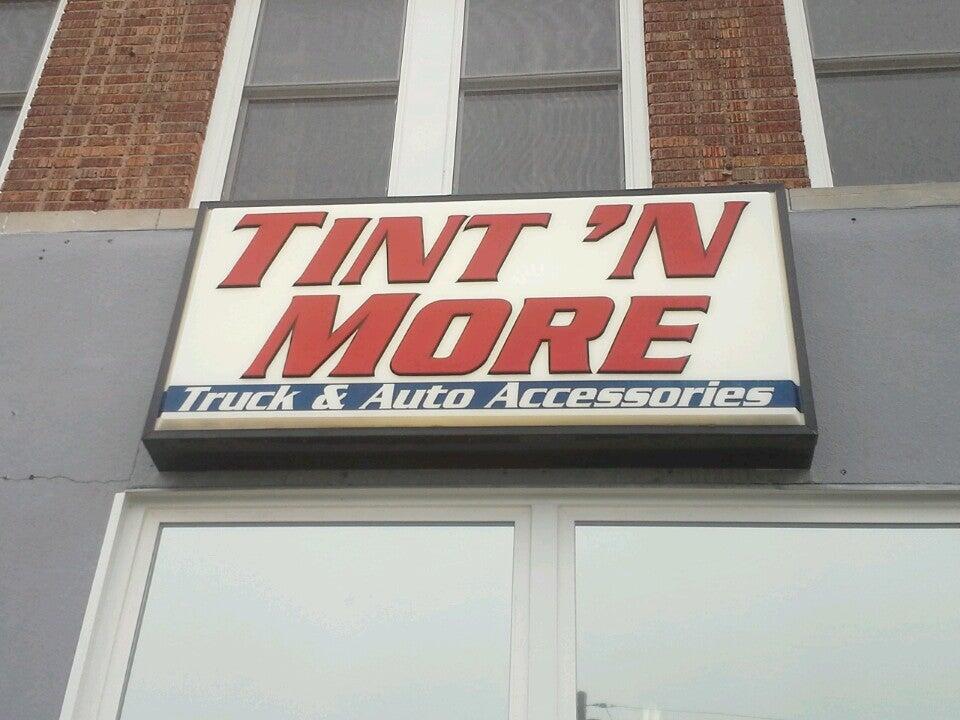 TINT 'N
MORE
Truck & Auto Accessories